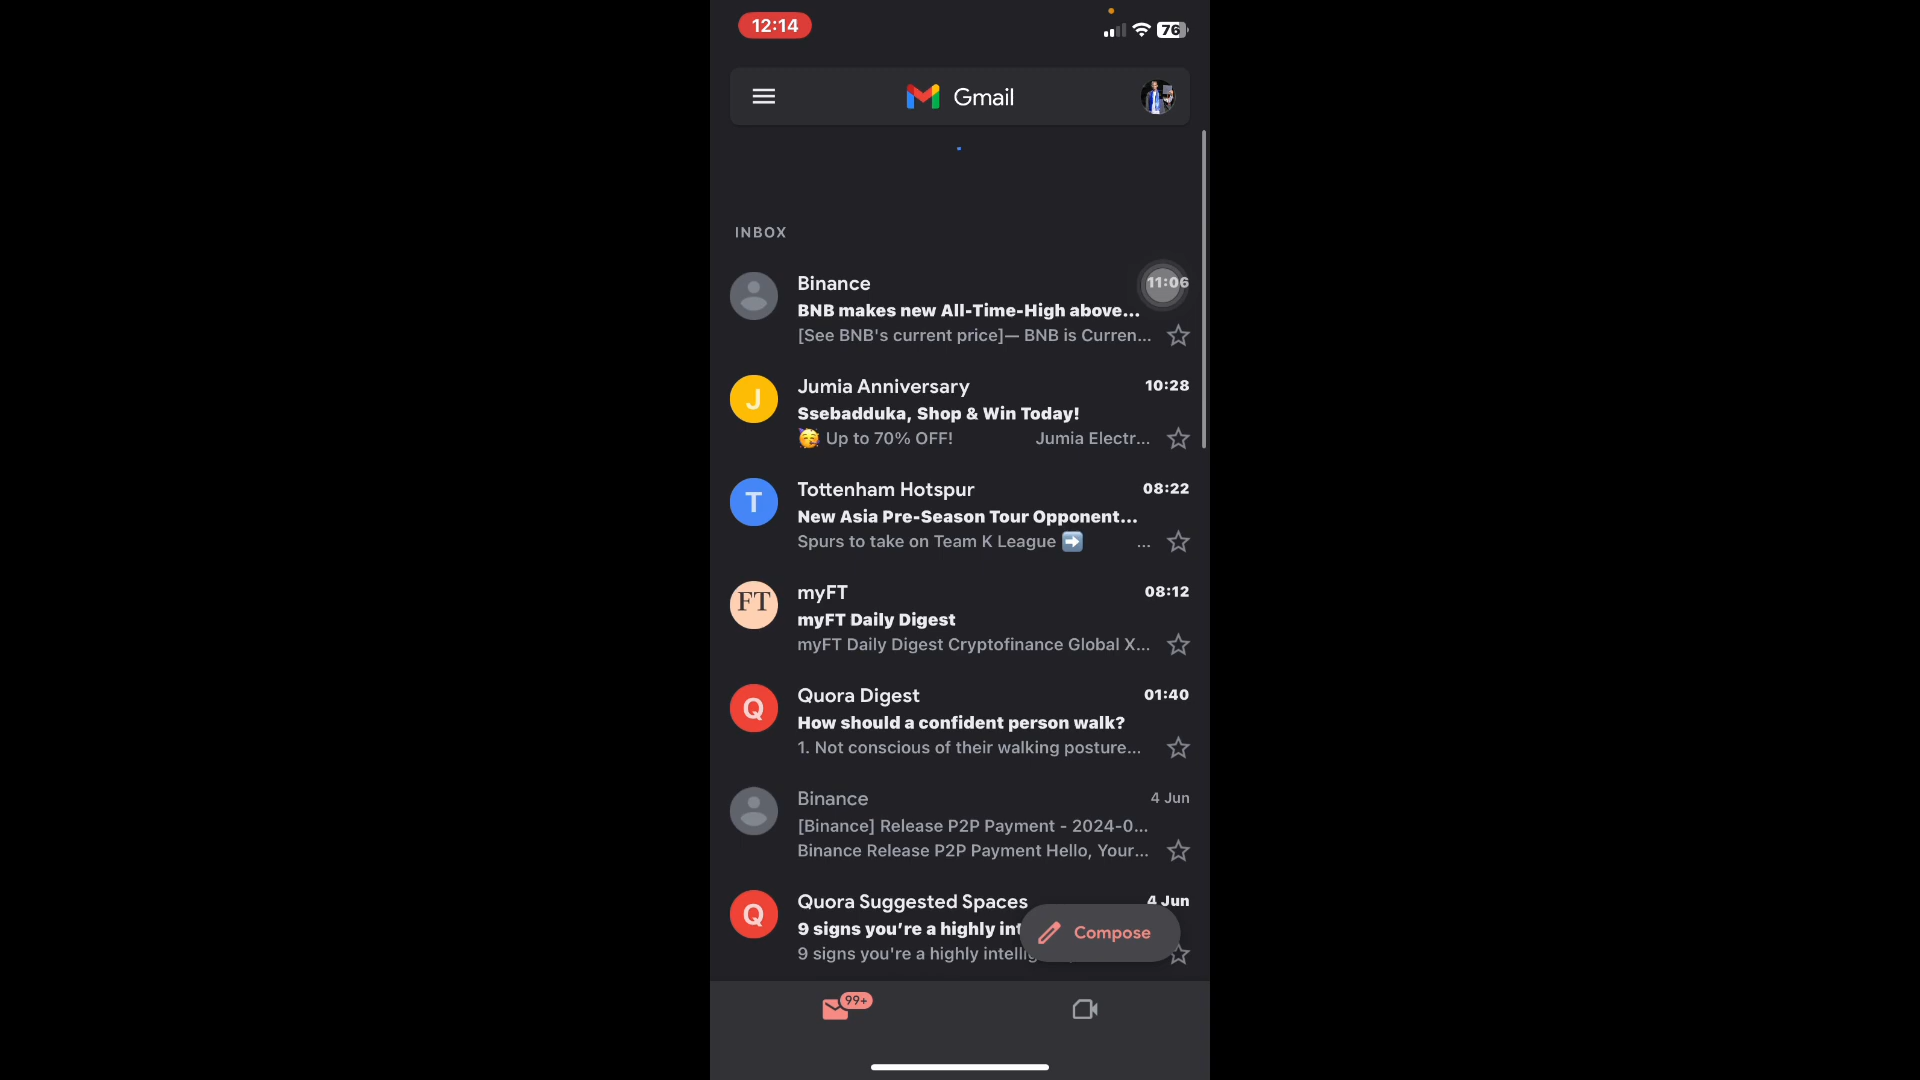 12:14
76
Gmail
INBOX
Binance
11:06
BNB makes new All-Time-High above...
[See BNB's current price]— BNB is Curren...
J
Jumia Anniversary
10:28
Ssebadduka, Shop & Win Today!
🥳 Up to 70% OFF! Jumia Electr...
T
Tottenham Hotspur
08:22
New Asia Pre-Season Tour Opponent...
Spurs to take on Team K League ➡️ ...
FT
myFT
08:12
myFT Daily Digest
myFT Daily Digest Cryptofinance Global X...
Q
Quora Digest
01:40
How should a confident person walk?
1. Not conscious of their walking posture...
Binance
4 Jun
[Binance] Release P2P Payment - 2024-0...
Binance Release P2P Payment Hello, Your...
Q
Quora Suggested Spaces
4 Jun
9 signs you’re a highly int
9 signs you're a highly intellig
Compose
99+